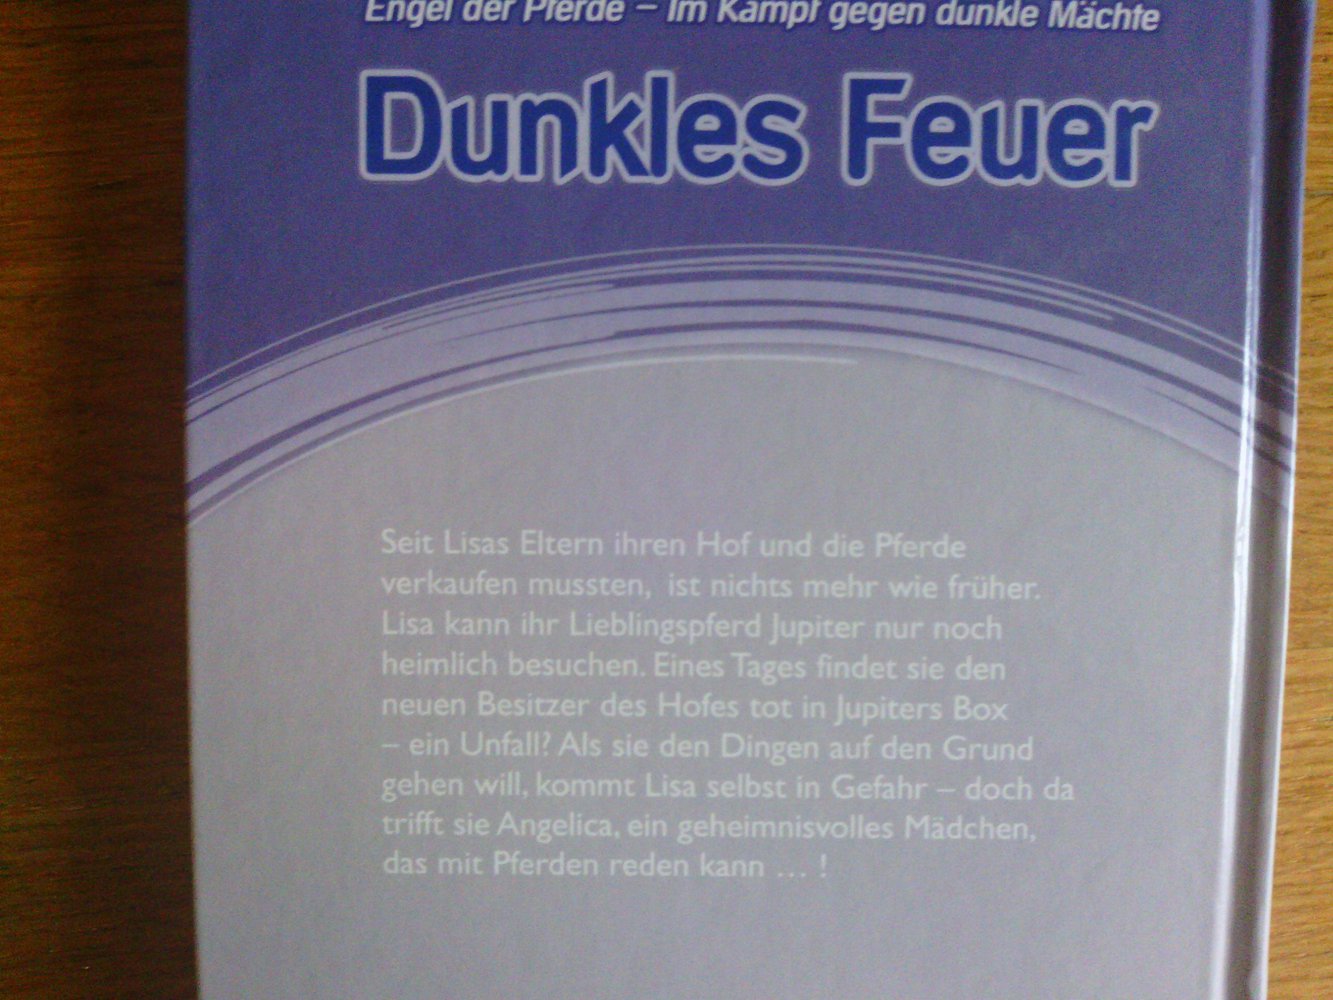 Engel der Pferde – Im Kampf gegen dunkle Mächte
Dunkles Feuer
Seit Lisas Eltern ihren Hof und die Pferde
verkaufen mussten, ist nichts mehr wie früher.
Lisa kann ihr Lieblingspferd Jupiter nur noch
heimlich besuchen. Eines Tages findet sie den
neuen Besitzer des Hofes tot in Jupiters Box
– ein Unfall? Als sie den Dingen auf den Grund
gehen will, kommt Lisa selbst in Gefahr – doch da
trifft sie Angelica, ein geheimnisvolles Mädchen,
das mit Pferden reden kann … !